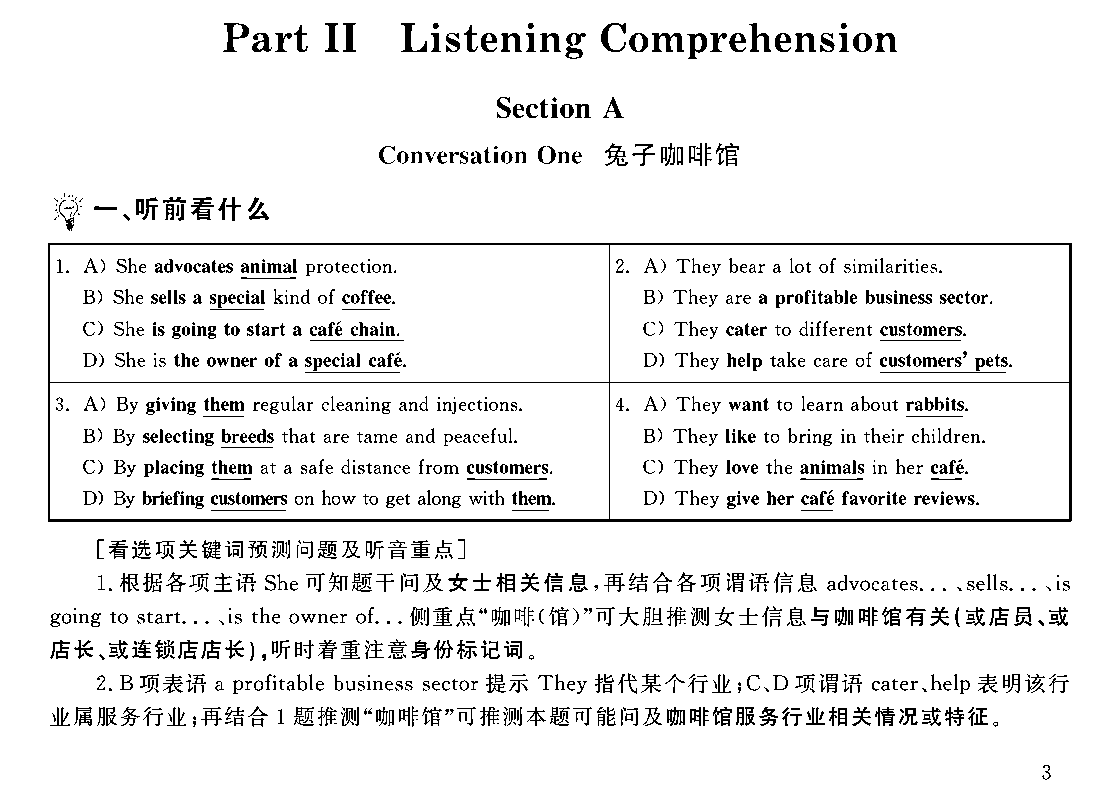 Part II Listening Comprehension
Section A
Conversation One 兔子咖啡馆
一、听前看什么
1. A) She advocates animal protection.
B) She sells a special kind of coffee.
C) She is going to start a café chain.
D) She is the owner of a special café.
2. A) They bear a lot of similarities.
B) They are a profitable business sector.
C) They cater to different customers.
D) They help take care of customers' pets.
3. A) By giving them regular cleaning and injections.
B) By selecting breeds that are tame and peaceful.
C) By placing them at a safe distance from customers.
D) By briefing customers on how to get along with them.
4. A) They want to learn about rabbits.
B) They like to bring in their children.
C) They love the animals in her café.
D) They give her café favorite reviews.
[看选项关键词预测问题及听音重点]
1. 根据各项主语 She 可知题干问及女士相关信息,再结合各项谓语信息 advocates...、sells...、is
going to start...、is the owner of...侧重点“咖啡(馆)”可大胆推测女士信息与咖啡馆有关(或店员、或
店长、或连锁店店长),听时着重注意身份标记词。
2. B 项表语 a profitable business sector 提示 They 指代某个行业;C、D 项谓语 cater、help 表明该行
业属服务行业;再结合 1 题推测“咖啡馆”可推测本题可能问及咖啡馆服务行业相关情况或特征。
3